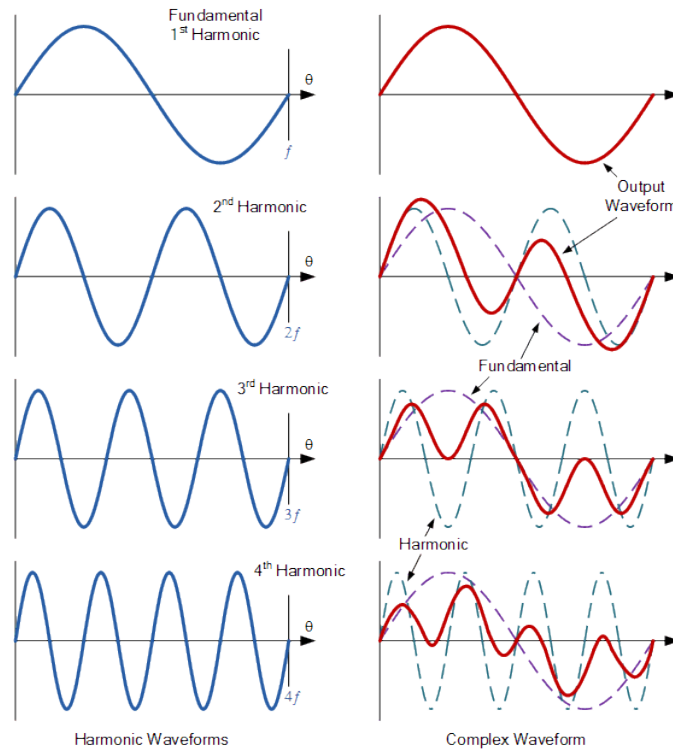 Fundamental
1st Harmonic
θ
f
Output
Waveform
2nd Harmonic
θ
2f
Fundamental
3rd Harmonic
θ
3f
Harmonic
4th Harmonic
θ
4f
Harmonic Waveforms
Complex Waveform